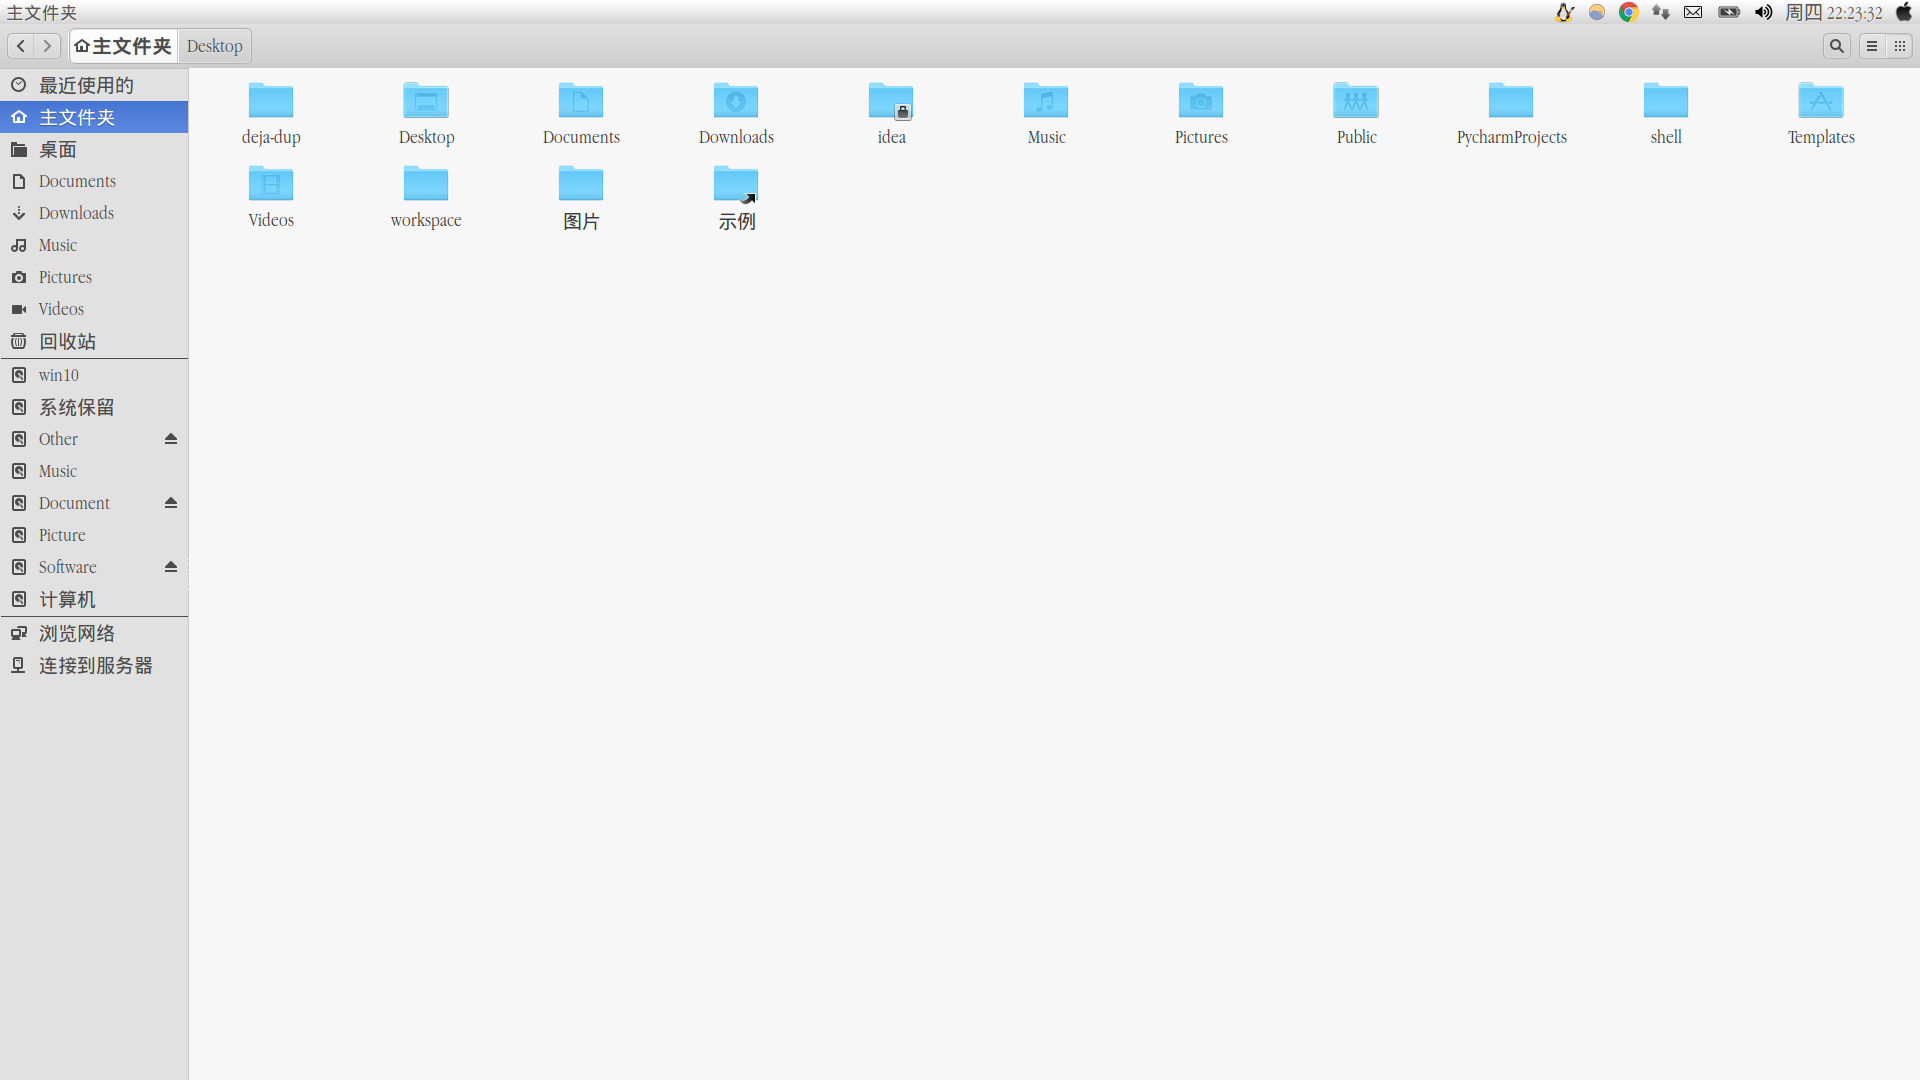 主文件夹
周四 22:23:32
主文件夹 Desktop
最近使用的
主文件夹
桌面
Documents
Downloads
Music
Pictures
Videos
回收站
win10
系统保留
Other
Music
Document
Picture
Software
计算机
浏览网络
连接到服务器
deja-dup Desktop Documents Downloads idea Music Pictures Public PycharmProjects shell Templates
Videos workspace 图片 示例